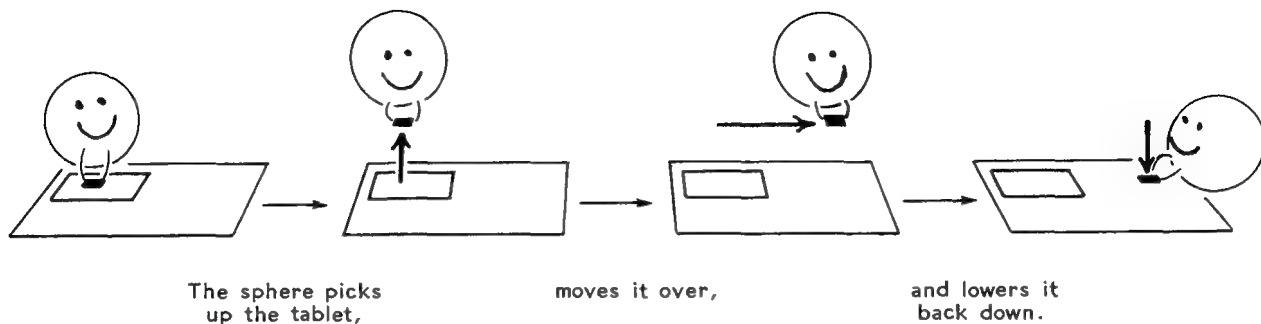 The sphere picks
up the tablet,
moves it over,
and lowers it
back down.